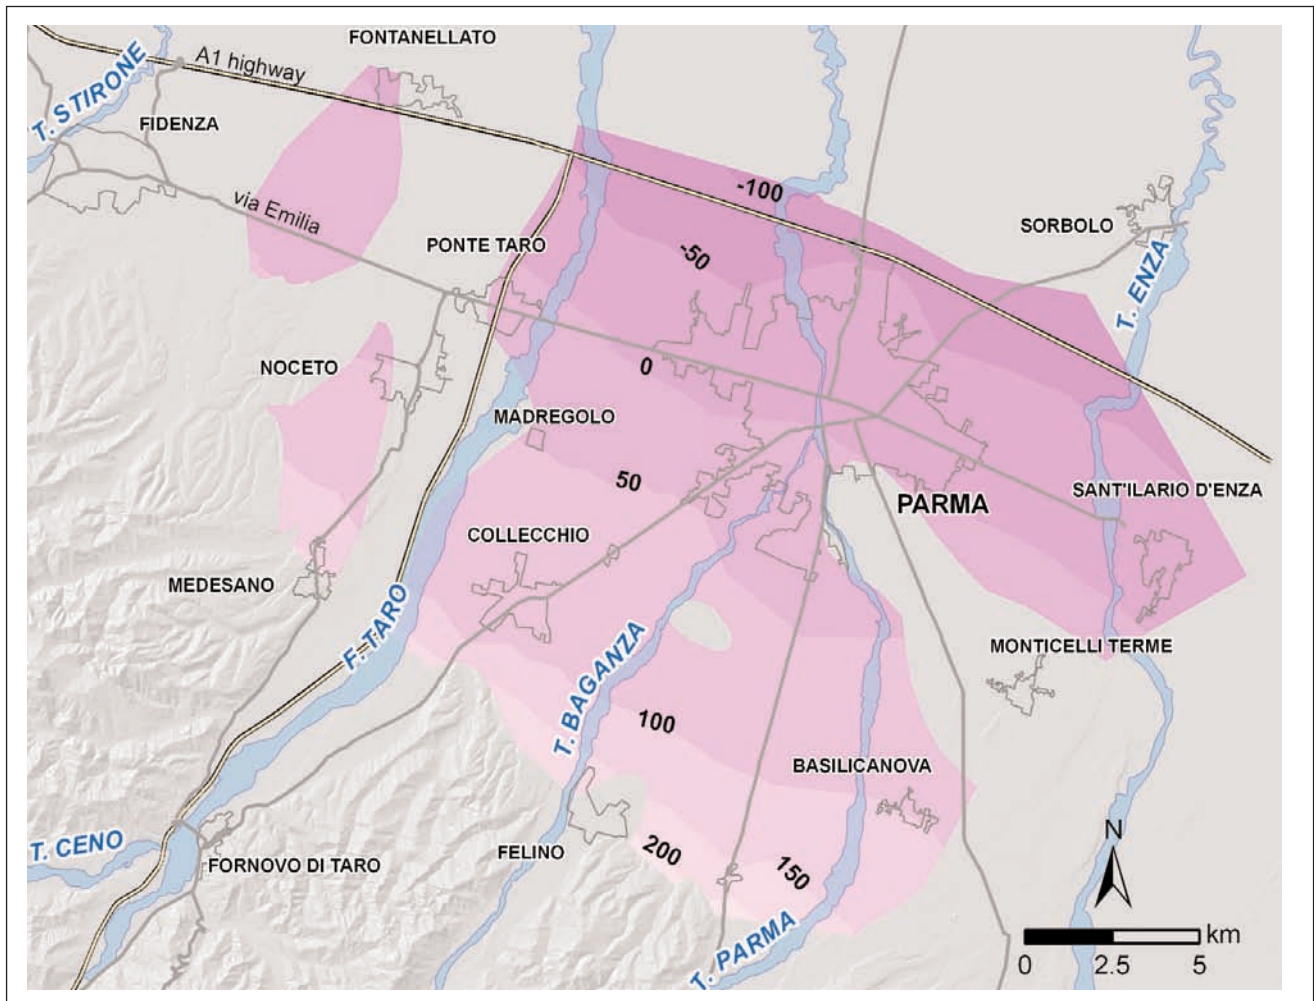 FONTANELLATO
A1 highway
T. STIRONE
FIDENZA
-100
via Emilia
SORBOLO
PONTE TARO
-50
T. ENZA
NOCETO
0
MADREGOLO
50
SANT'ILARIO D'ENZA
PARMA
COLLECCHIO
MEDESANO
F. TARO
MONTICELLI TERME
T. BAGANZA
100
BASILICANOVA
N
T. CENO
FORNOVO DI TARO
FELINO
200
150
T. PARMA
km
0 2.5 5